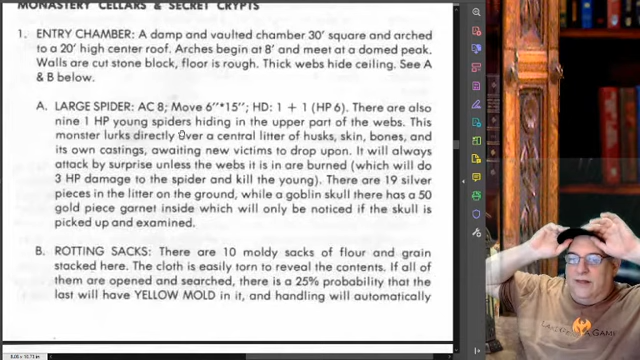 MONASTERY CELLARS & SECRET CRYPTS
1. ENTRY CHAMBER: A damp and vaulted chamber 30' square and arched
to a 20' high center roof. Arches begin at 8' and meet at a domed peak.
Walls are cut stone block, floor is rough. Thick webs hide ceiling. See A
& B below.
A. LARGE SPIDER: AC 8; Move 6"*15"; HD: 1 + 1 (HP 6). There are also
nine 1 HP young spiders hiding in the upper part of the webs. This
monster lurks directly over a central litter of husks, skin, bones, and
its own castings, awaiting new victims to drop upon. It will always
attack by surprise unless the webs it is in are burned (which will do
3 HP damage to the spider and kill the young). There are 19 silver
pieces in the litter on the ground, while a goblin skull there has a 50
gold piece garnet inside which will only be noticed if the skull is
picked up and examined.
B. ROTTING SACKS: There are 10 moldy sacks of flour and grain
stacked here. The cloth is easily torn to reveal the contents. If all of
them are opened and searched, there is a 25% probability that the
last will have YELLOW MOLD in it, and handling will automatically
A GAME